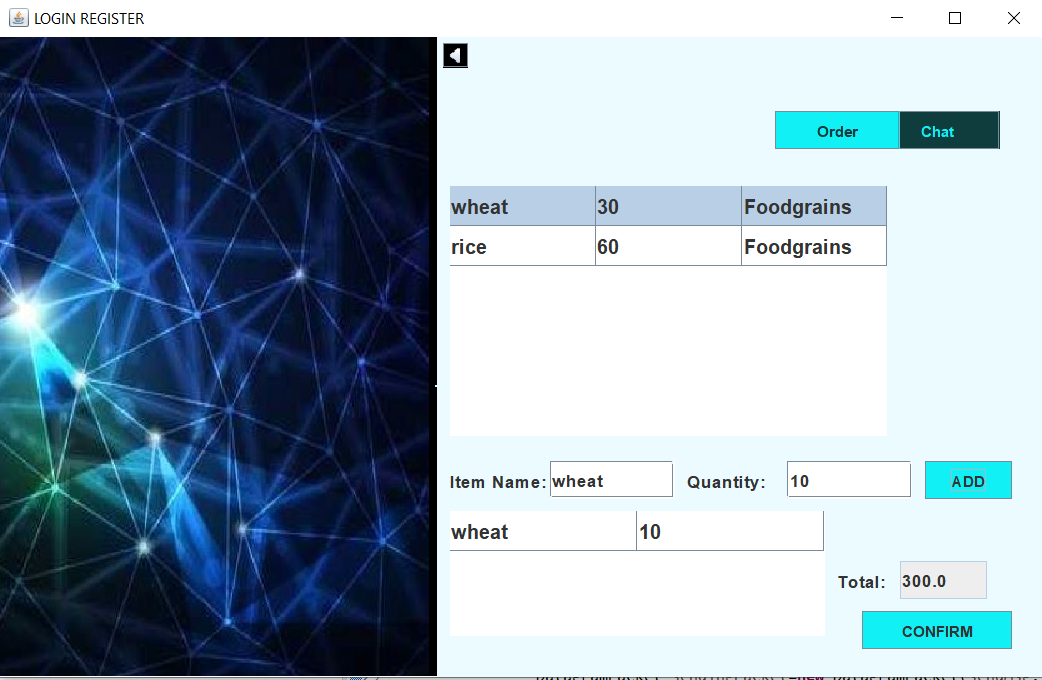 LOGIN REGISTER
Order Chat
wheat 30 Foodgrains
rice 60 Foodgrains
Item Name: wheat Quantity: 10 ADD
wheat 10
Total: 300.0
CONFIRM